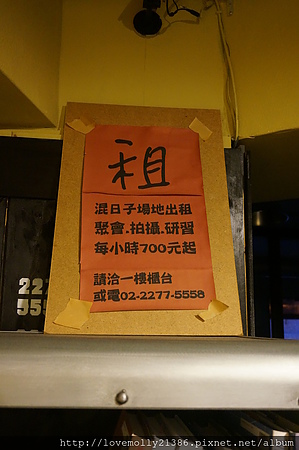 租
混日子場地出租
聚會.拍攝.研習
每小時700元起
請洽一樓櫃台
或電02-2277-5558
222
555
http://lovemolly21386.pixnet.net/album